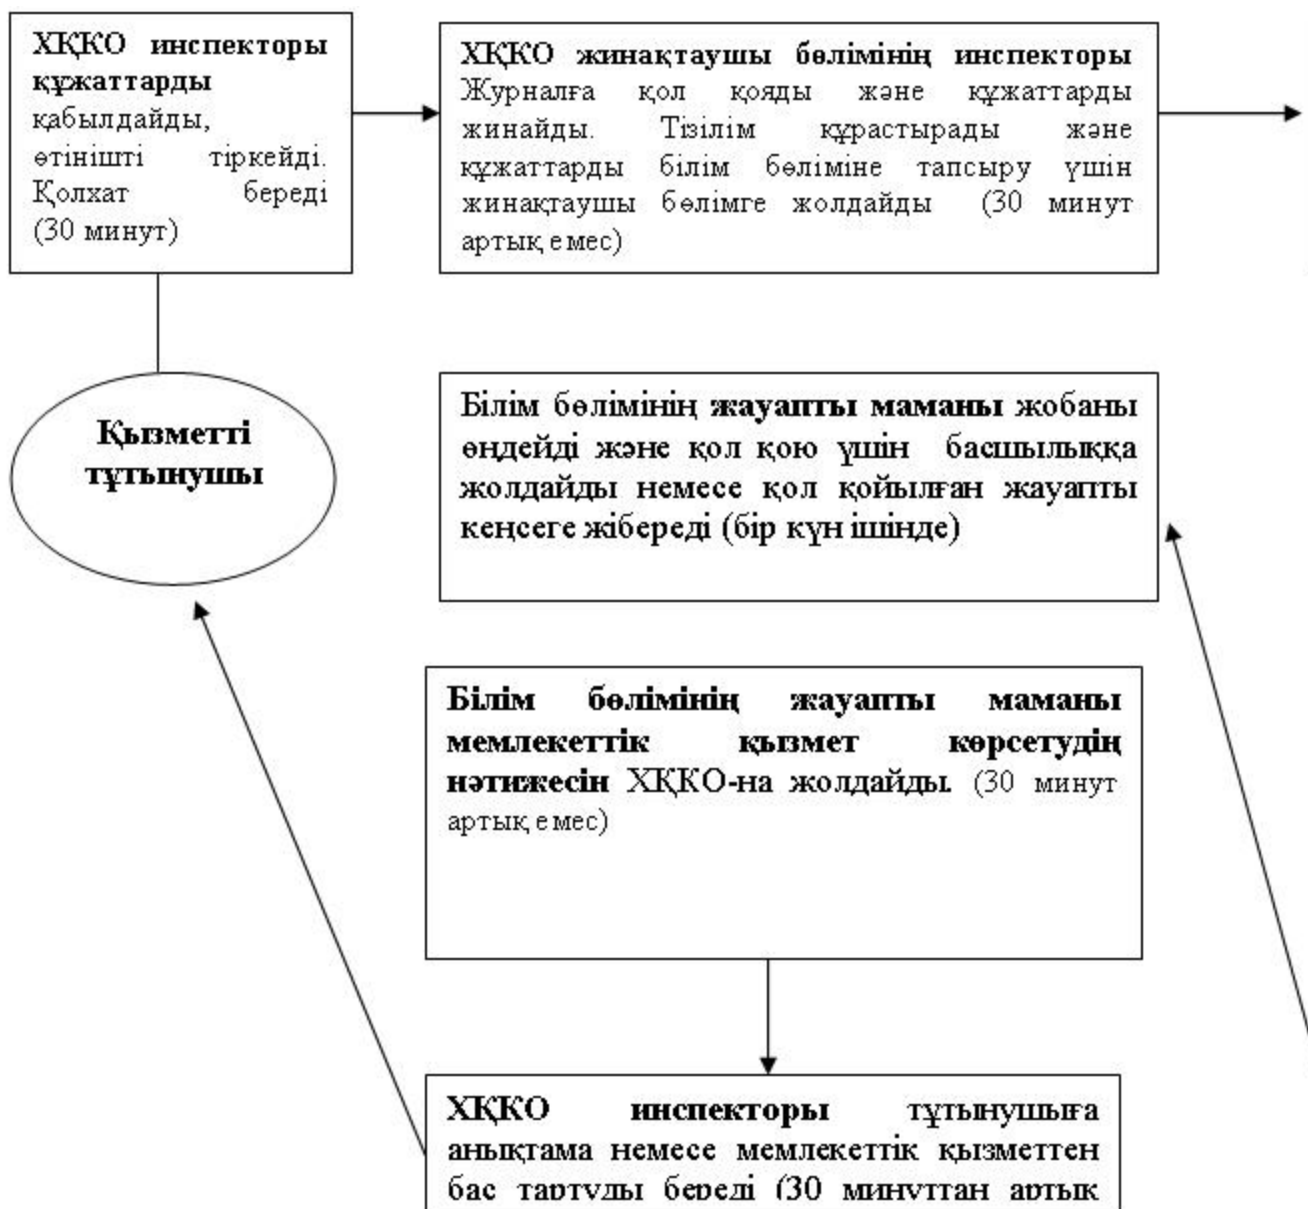 ХҚКО инспекторы
құжаттарды
қабылдайды,
өтінішті тіркейді.
Қолхат береді
(30 минут)
ХҚКО жинақтаушы бөлімінің инспекторы
Журналға қол қояды және құжаттарды
жинайды. Тізілім құрастырады және
құжаттарды білім бөліміне тапсыру үшін
жинақтаушы бөлімге жолдайды (30 минут
артық емес)
Қызметті
тұтынушы
Білім бөлімінің жауапты маманы жобаны
өңдейді және қол қою үшін басшылыққа
жолдайды немесе қол қойылған жауапты
кеңсеге жібереді (бір күн ішінде)
Білім бөлімінің жауапты маманы
мемлекеттік қызмет көрсетудің
нәтижесін ХҚКО-на жолдайды. (30 минут
артық емес)
ХҚКО инспекторы тұтынушыға
анықтама немесе мемлекеттік қызметтен
бас тартуды береді (30 минуттан артық